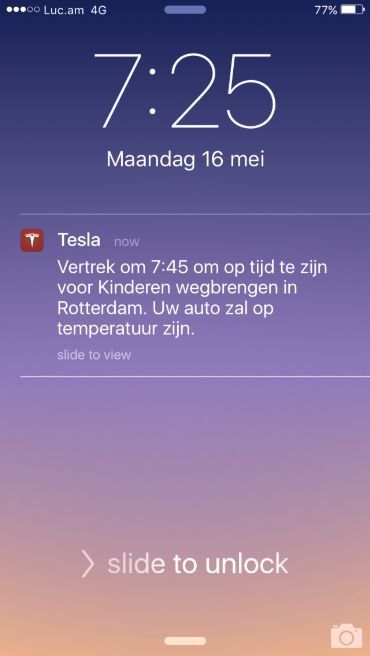 Luc.am 4G 77%
7:25
Maandag 16 mei
Tesla now
Vertrek om 7:45 om op tijd te zijn
voor Kinderen wegbrengen in
Rotterdam. Uw auto zal op
temperatuur zijn.
slide to view
slide to unlock